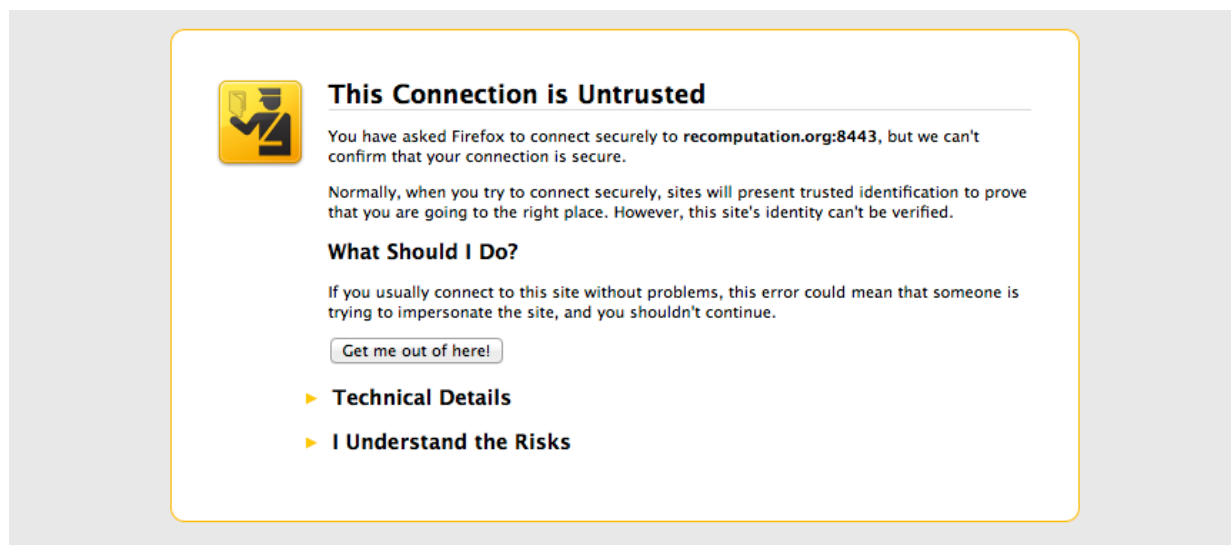 This Connection is Untrusted
You have asked Firefox to connect securely to recomputation.org:8443, but we can't
confirm that your connection is secure.
Normally, when you try to connect securely, sites will present trusted identification to prove
that you are going to the right place. However, this site's identity can't be verified.
What Should I Do?
If you usually connect to this site without problems, this error could mean that someone is
trying to impersonate the site, and you shouldn't continue.
Get me out of here!
Technical Details
I Understand the Risks